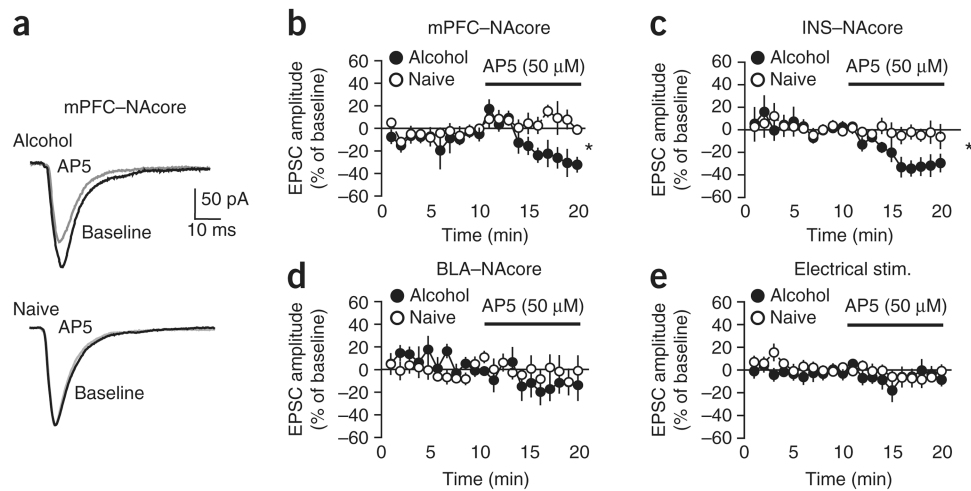 a
mPFC–NAcore
Alcohol
AP5
Baseline
50 pA
10 ms
Naive
AP5
Baseline
b
mPFC–NAcore
Alcohol
Naive
AP5 (50 μM)
EPSC amplitude
(% of baseline)
60
40
20
0
–20
–40
–60
*
0 5 10 15 20
Time (min)
c
INS–NAcore
Alcohol
Naive
AP5 (50 μM)
EPSC amplitude
(% of baseline)
60
40
20
0
–20
–40
–60
*
0 5 10 15 20
Time (min)
d
BLA–NAcore
Alcohol
Naive
AP5 (50 μM)
EPSC amplitude
(% of baseline)
60
40
20
0
–20
–40
–60
0 5 10 15 20
Time (min)
e
Electrical stim.
Alcohol
Naive
AP5 (50 μM)
EPSC amplitude
(% of baseline)
60
40
20
0
–20
–40
–60
0 5 10 15 20
Time (min)